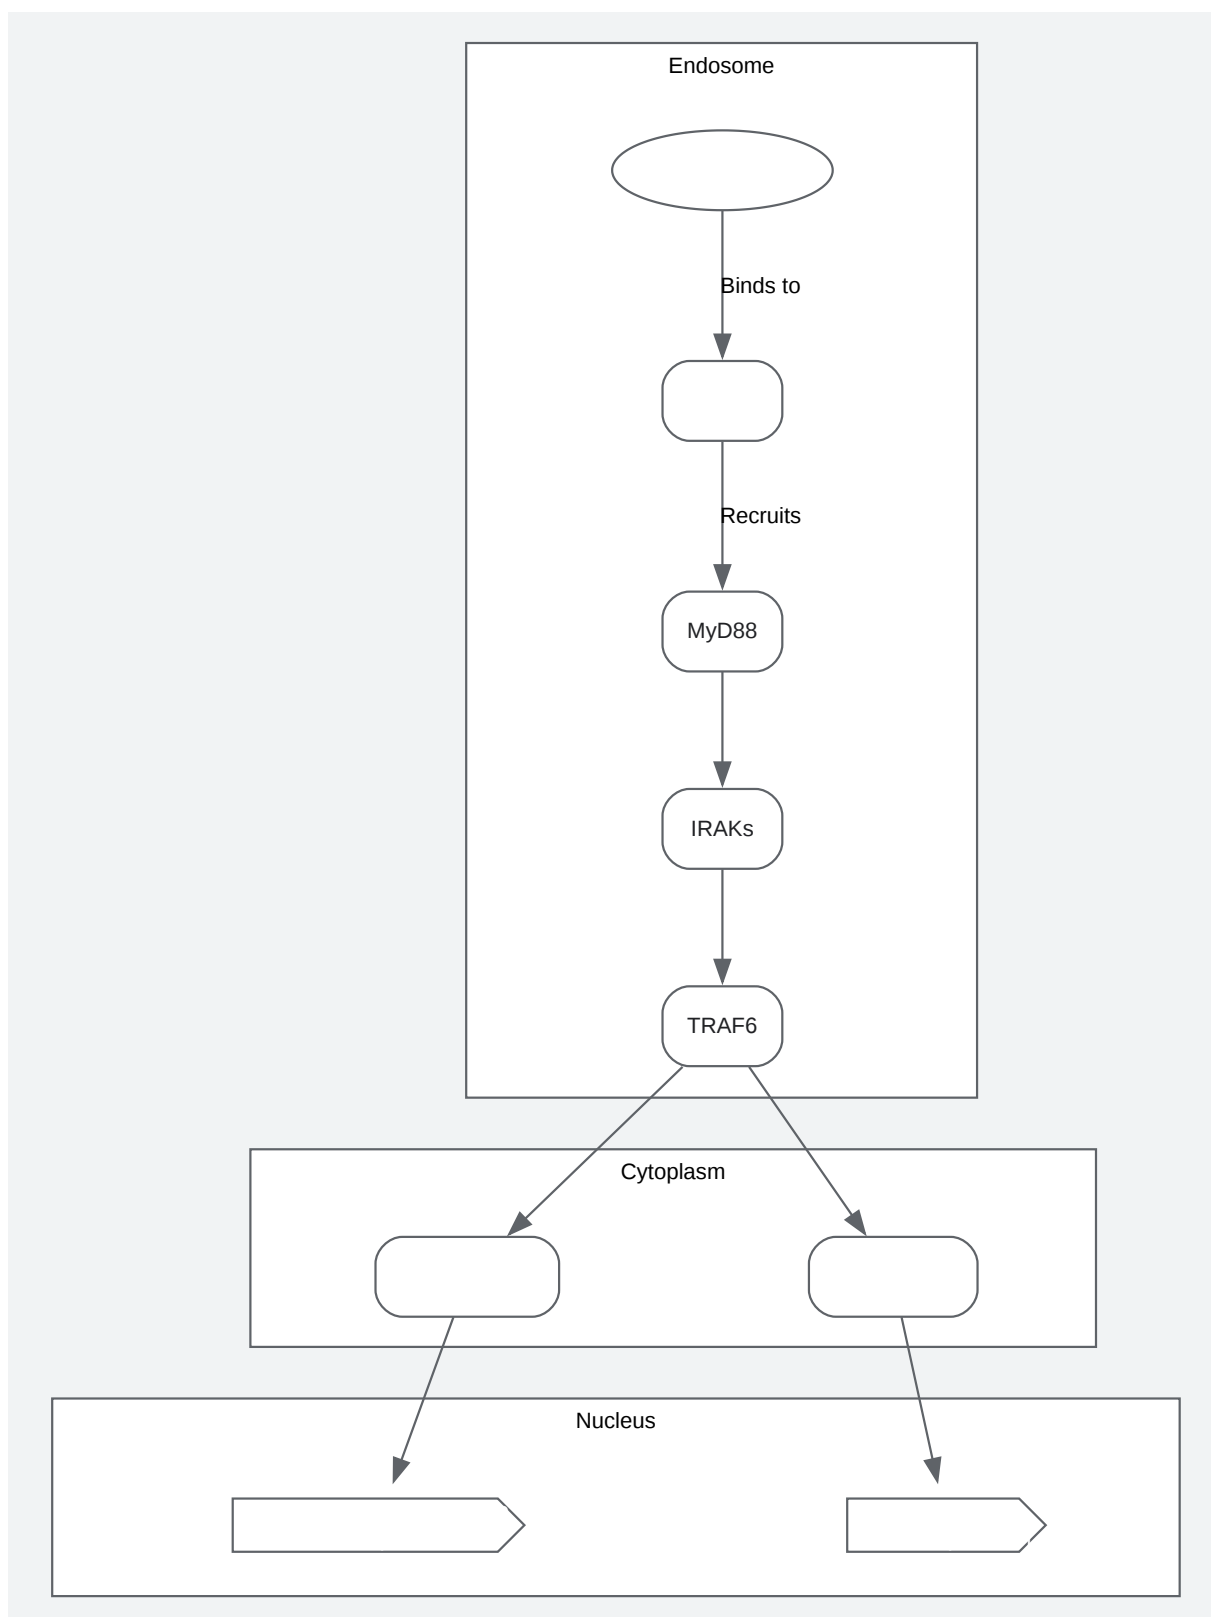 Endosome
Binds to
Recruits
MyD88
IRAKs
TRAF6
Cytoplasm
Nucleus